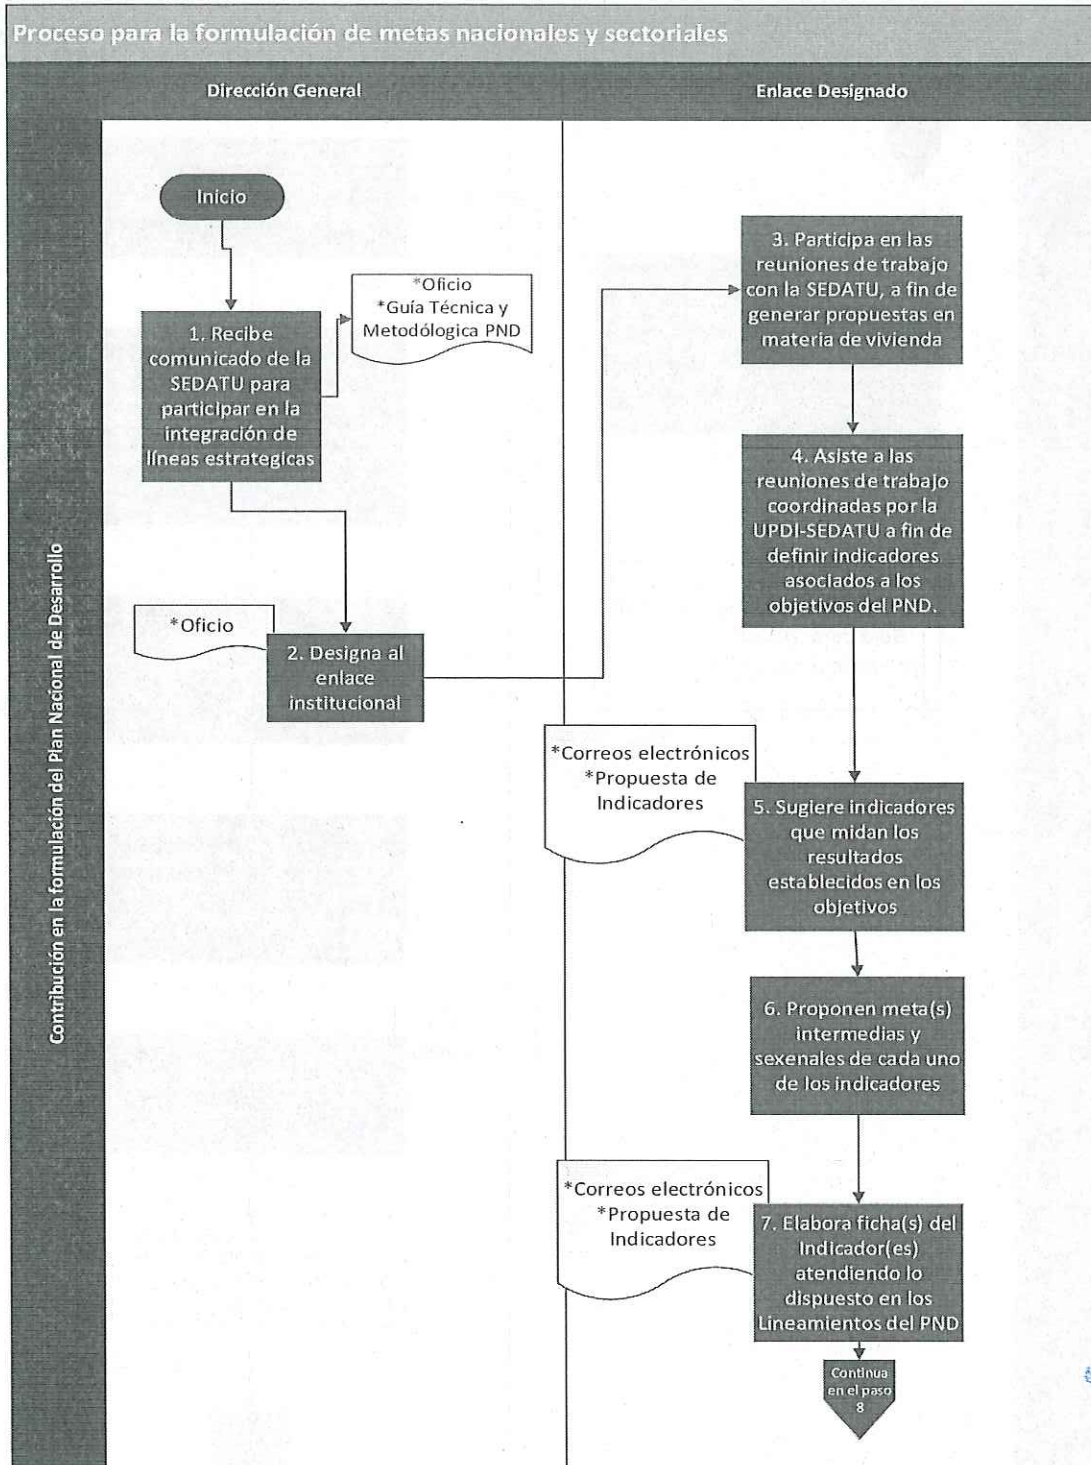 Proceso para la formulación de metas nacionales y sectoriales
Dirección General
Enlace Designado
Contribución en la formulación del Plan Nacional de Desarrollo
Inicio
1. Recibe
comunicado de la
SEDATU para
participar en la
integración de
líneas estrategicas
*Oficio
*Guía Técnica y
Metodólogica PND
*Oficio
2. Designa al
enlace
institucional
3. Participa en las
reuniones de trabajo
con la SEDATU, a fin de
generar propuestas en
materia de vivienda
4. Asiste a las
reuniones de trabajo
coordinadas por la
UPDI-SEDATU a fin de
definir indicadores
asociados a los
objetivos del PND.
*Correos electrónicos
*Propuesta de
Indicadores
5. Sugiere indicadores
que midan los
resultados
establecidos en los
objetivos
6. Proponen meta(s)
intermedias y
sexenales de cada uno
de los indicadores
*Correos electrónicos
*Propuesta de
Indicadores
7. Elabora ficha(s) del
Indicador(es)
atendiendo lo
dispuesto en los
Lineamientos del PND
Continua
en el paso
8